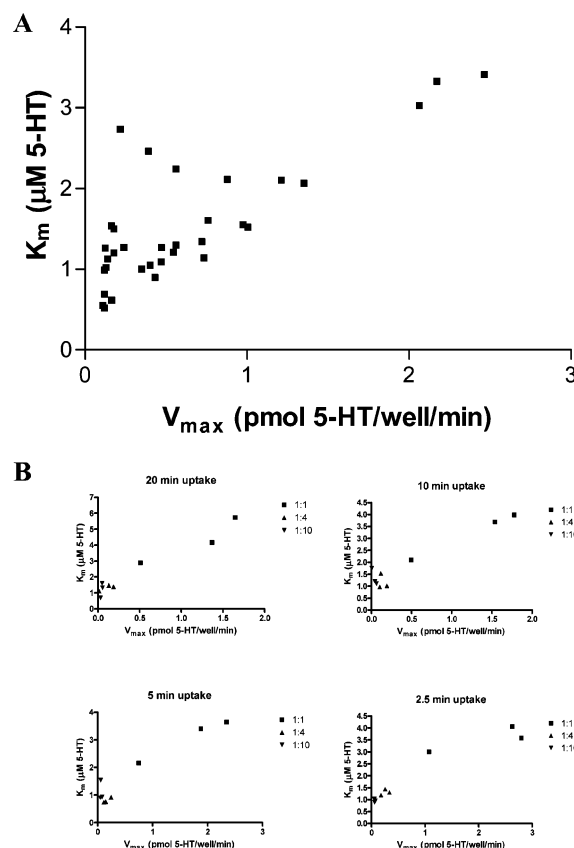 A
4
3
2
1
0
Km (μM 5-HT)
0 1 2 3
Vmax (pmol 5-HT/well/min)
B
20 min uptake
7
6
5
4
3
2
1
0
Km (μM 5-HT)
0.0 0.5 1.0 1.5 2.0
Vmax (pmol 5-HT/well/min)
1:1
1:4
1:10
10 min uptake
4.5
4.0
3.5
3.0
2.5
2.0
1.5
1.0
0.5
0.0
Km (μM 5-HT)
0.0 0.5 1.0 1.5 2.0
Vmax (pmol 5-HT/well/min)
1:1
1:4
1:10
5 min uptake
4
3
2
1
0
Km (μM 5-HT)
0 1 2 3
Vmax (pmol 5-HT/well/min)
1:1
1:4
1:10
2.5 min uptake
4.5
4.0
3.5
3.0
2.5
2.0
1.5
1.0
0.5
0.0
Km (μM 5-HT)
0 1 2 3
Vmax (pmol 5-HT/well/min)
1:1
1:4
1:10